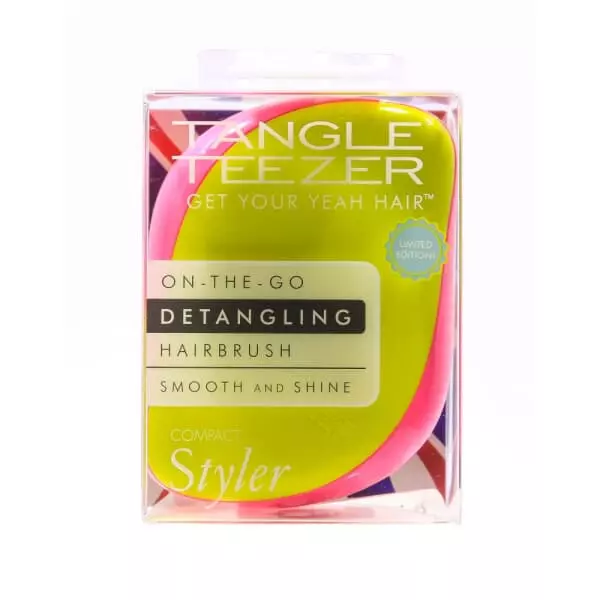 TANGLE
TEEZER
GET YOUR YEAH HAIR™
LIMITED
EDITION!
ON-THE-GO
DETANGLING
HAIRBRUSH
SMOOTH AND SHINE
COMPACT
Styler